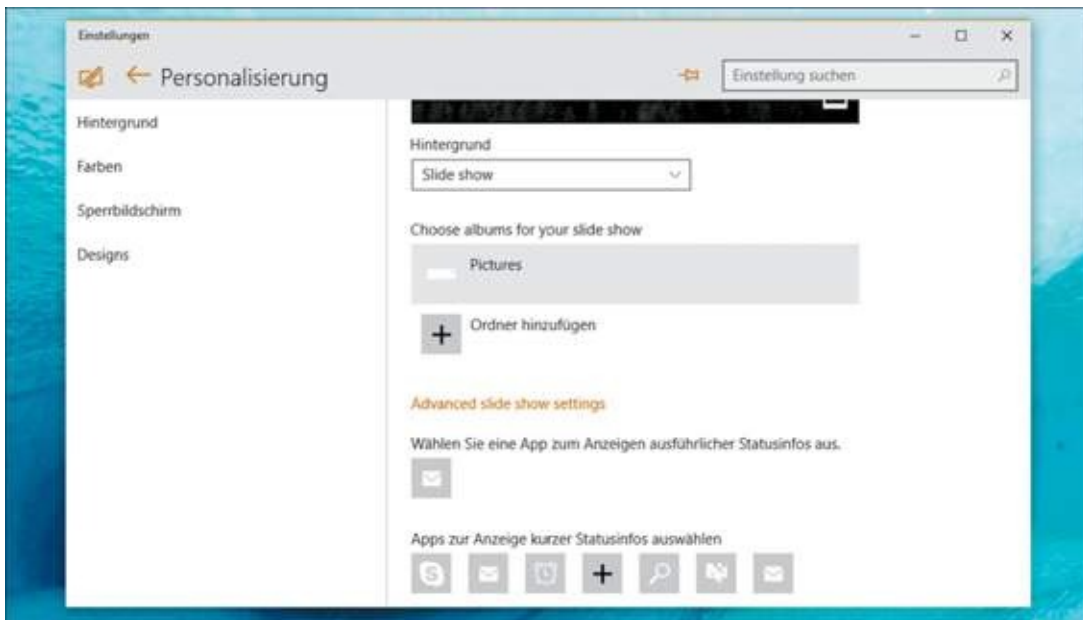 Einstellungen
Personalisierung
Einstellung suchen
Hintergrund
Farben
Sperrbildschirm
Designs
Hintergrund
Slide show
Choose albums for your slide show
Pictures
Ordner hinzufügen
Advanced slide show settings
Wählen Sie eine App zum Anzeigen ausführlicher Statusinfos aus.
Apps zur Anzeige kurzer Statusinfos auswählen